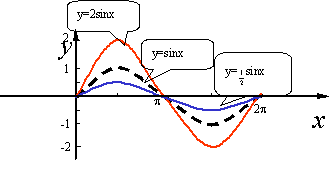 y=2sinx
y=sinx
y=½sinx
y
2
1
π
2π
x
-1
-2